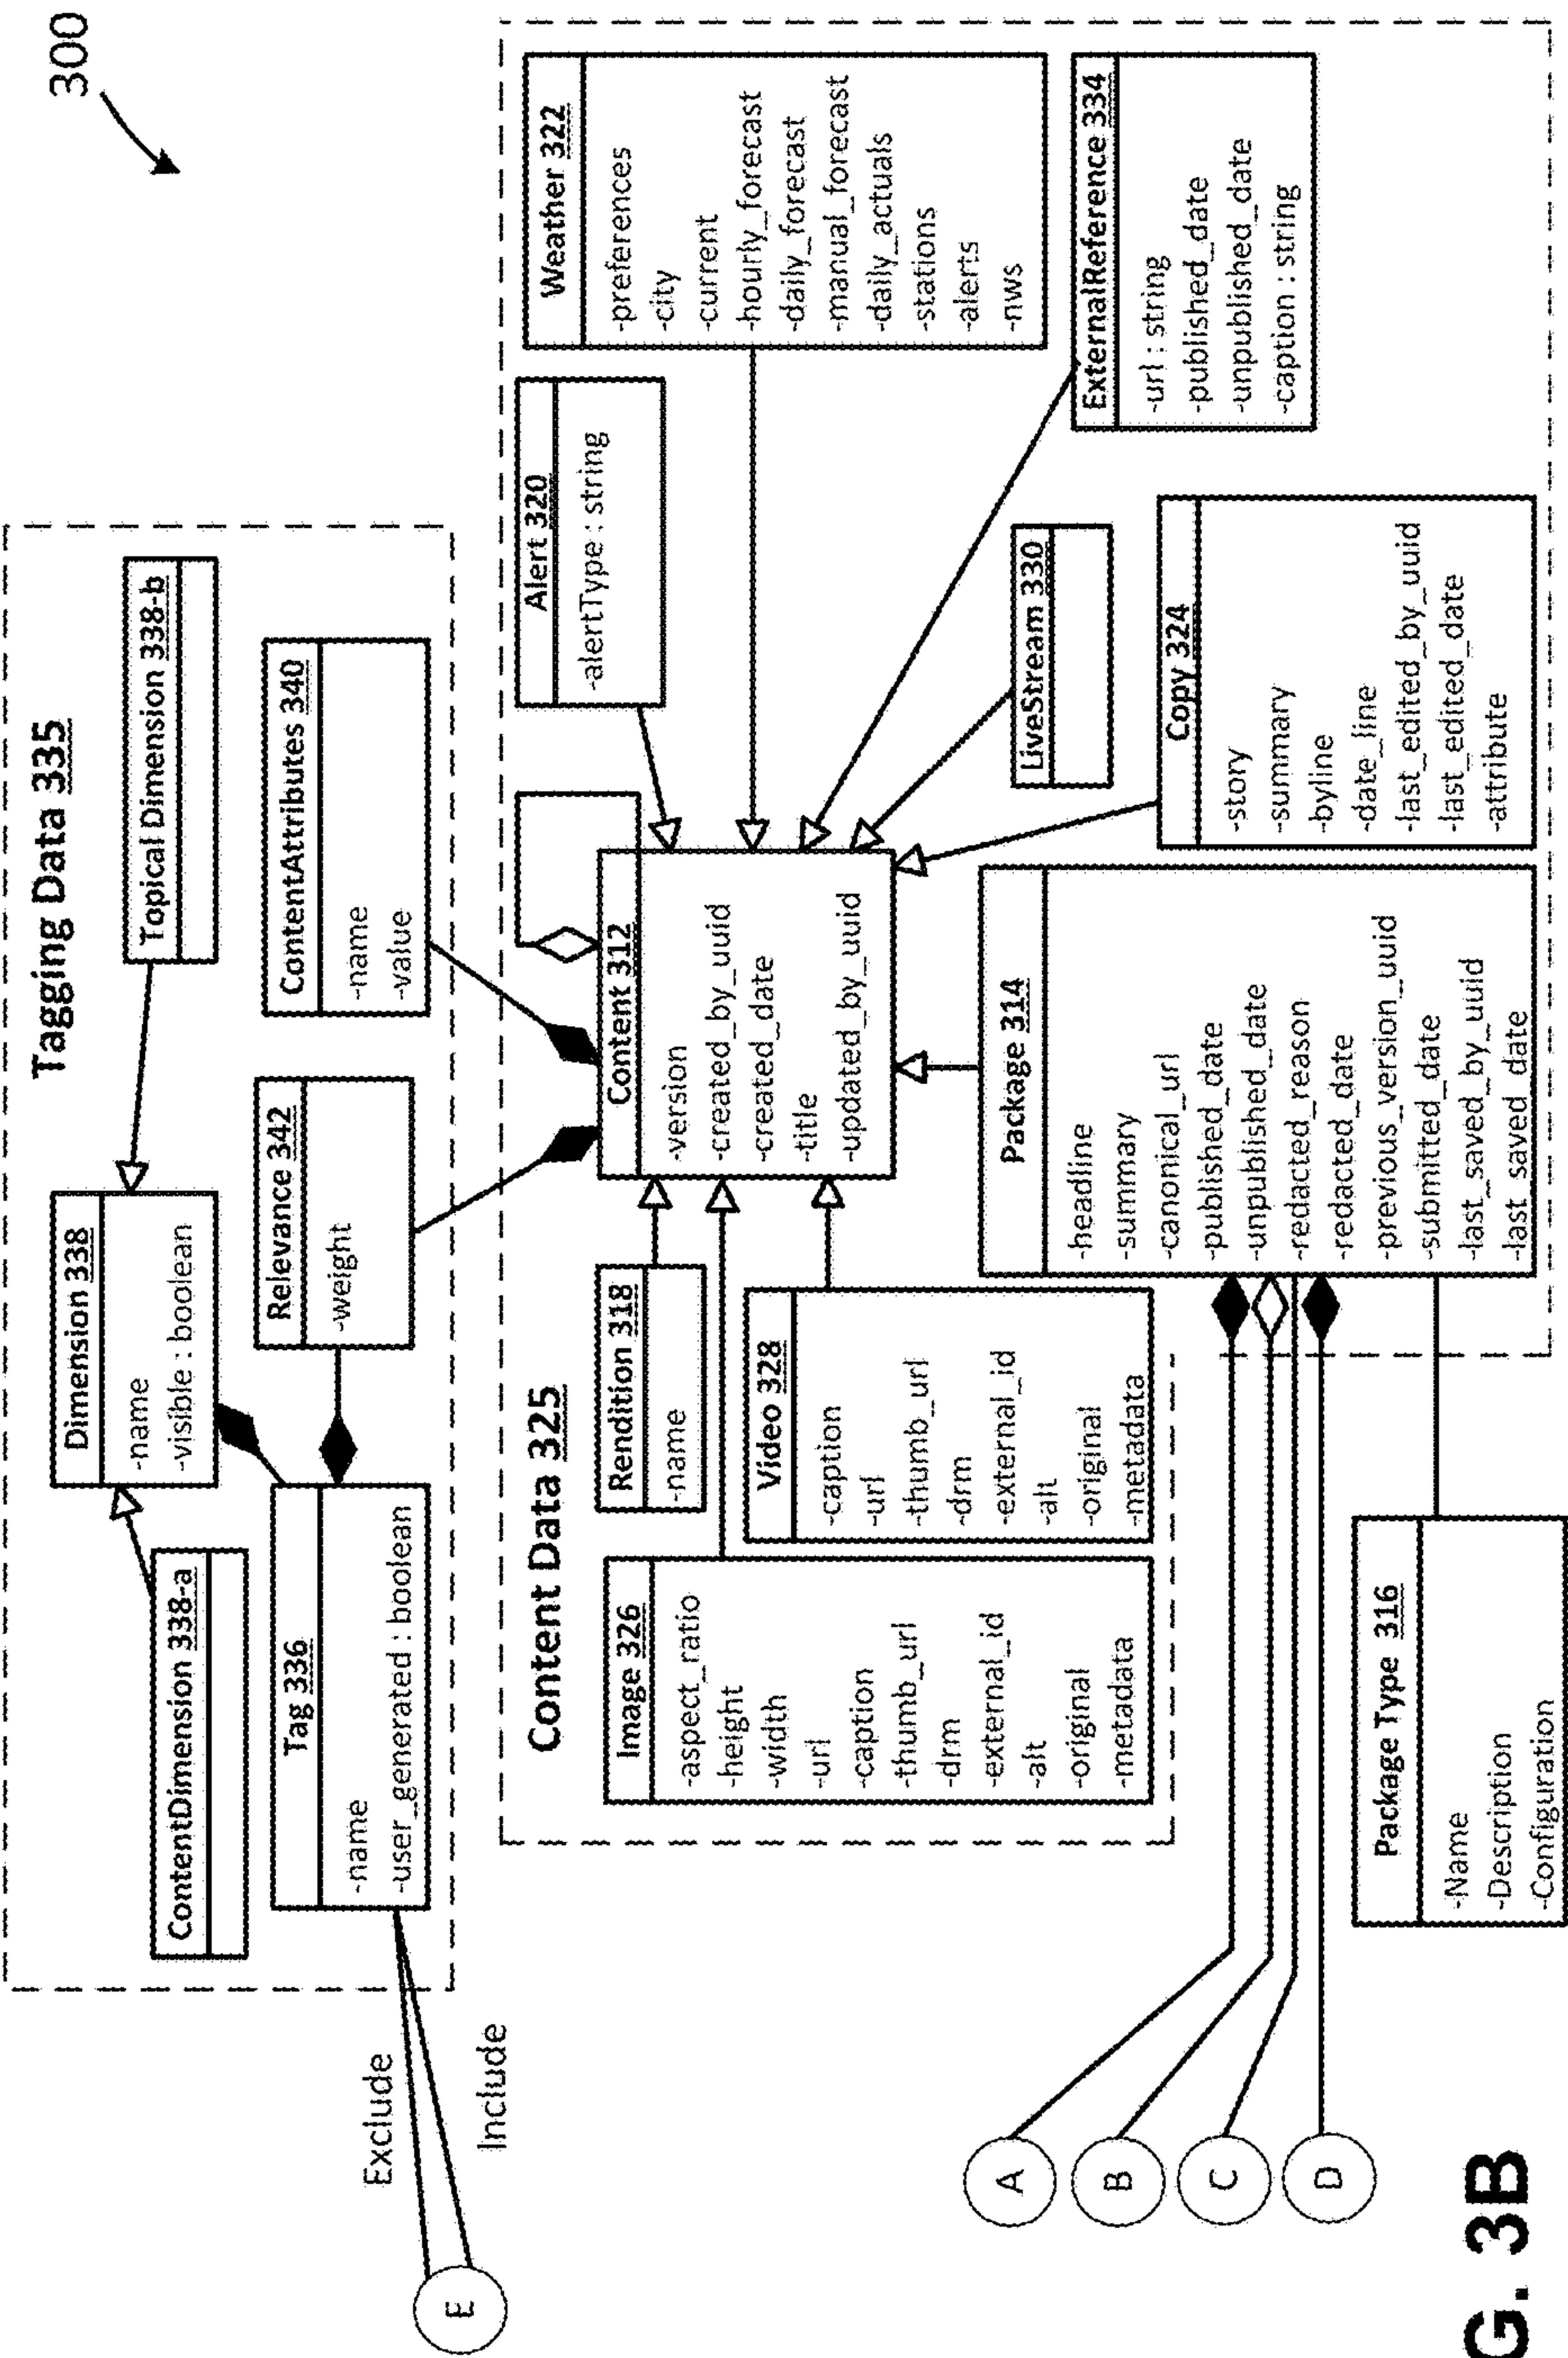 300
Tagging Data 335
Dimension 338
-name
-visible : boolean
Topical Dimension 338-b
ContentDimension 338-a
Tag 336
-name
-user_generated : boolean
Relevance 342
-weight
ContentAttributes 340
-name
-value
Exclude
Include
E
Content Data 325
Content 312
-version
-created_by_uuid
-created_date
-title
-updated_by_uuid
Alert 320
-alertType : string
Weather 322
-preferences
-city
-current
-hourly_forecast
-daily_forecast
-manual_forecast
-daily_actuals
-stations
-alerts
-nws
Rendition 318
-name
Image 326
-aspect_ratio
-height
-width
-url
-caption
-thumb_url
-drm
-external_id
-alt
-original
-metadata
Video 328
-caption
-url
-thumb_url
-drm
-external_id
-alt
-original
-metadata
LiveStream 330
ExternalReference 334
-url : string
-published_date
-unpublished_date
-caption : string
Package 314
-headline
-summary
-canonical_url
-published_date
-unpublished_date
-redacted_reason
-redacted_date
-previous_version_uuid
-submitted_date
-last_saved_by_uuid
-last_saved_date
Copy 324
-story
-summary
-byline
-date_line
-last_edited_by_uuid
-last_edited_date
-attribute
A
B
C
D
Package Type 316
-Name
-Description
-Configuration
G. 3B